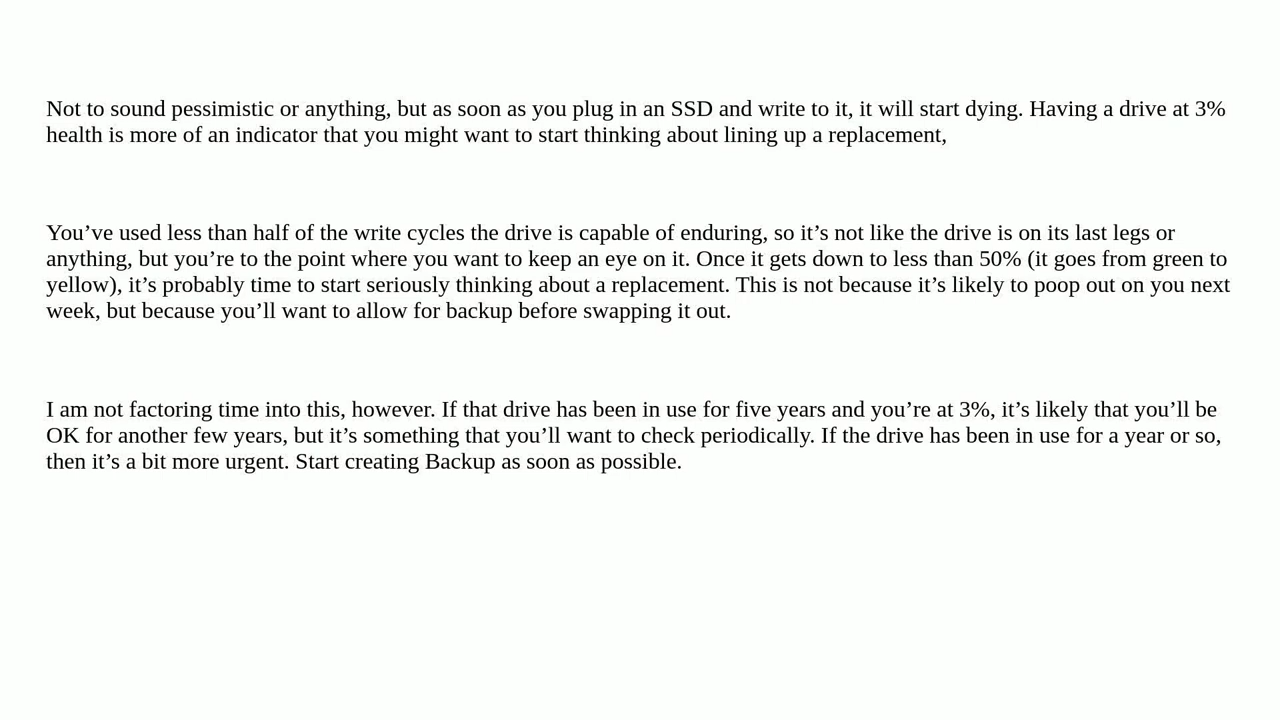 Not to sound pessimistic or anything, but as soon as you plug in an SSD and write to it, it will start dying. Having a drive at 3%
health is more of an indicator that you might want to start thinking about lining up a replacement,
You’ve used less than half of the write cycles the drive is capable of enduring, so it’s not like the drive is on its last legs or
anything, but you’re to the point where you want to keep an eye on it. Once it gets down to less than 50% (it goes from green to
yellow), it’s probably time to start seriously thinking about a replacement. This is not because it’s likely to poop out on you next
week, but because you’ll want to allow for backup before swapping it out.
I am not factoring time into this, however. If that drive has been in use for five years and you’re at 3%, it’s likely that you’ll be
OK for another few years, but it’s something that you’ll want to check periodically. If the drive has been in use for a year or so,
then it’s a bit more urgent. Start creating Backup as soon as possible.